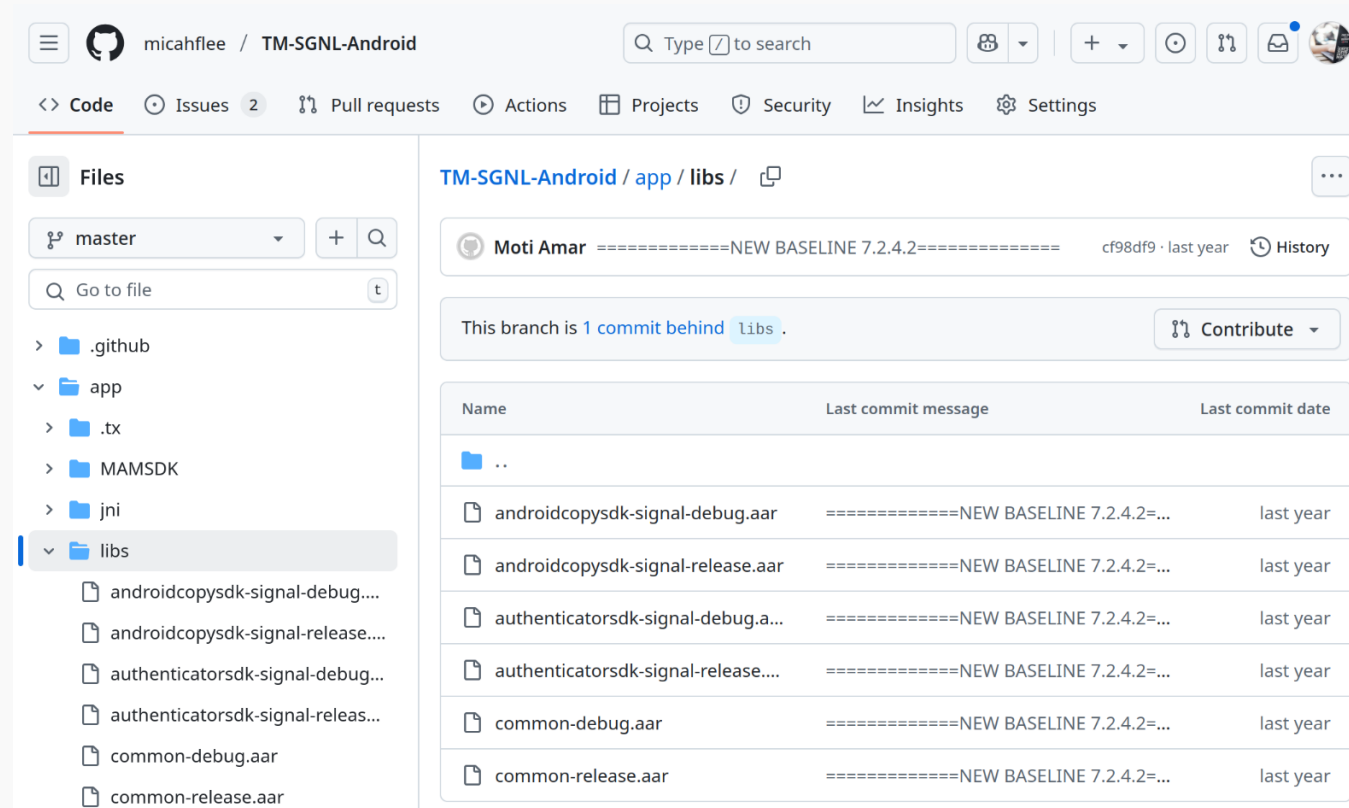 micahflee / TM-SGNL-Android
Type / to search
Code
Issues 2
Pull requests
Actions
Projects
Security
Insights
Settings
Files
master
Go to file
t
.github
app
.tx
MAMSDK
jni
libs
androidcopysdk-signal-debug....
androidcopysdk-signal-release....
authenticatorsdk-signal-debug...
authenticatorsdk-signal-releas...
common-debug.aar
common-release.aar
TM-SGNL-Android / app / libs /
Moti Amar =============NEW BASELINE 7.2.4.2============== cf98df9 · last year History
This branch is 1 commit behind libs .
Contribute
Name Last commit message Last commit date
..
androidcopysdk-signal-debug.aar =============NEW BASELINE 7.2.4.2=... last year
androidcopysdk-signal-release.aar =============NEW BASELINE 7.2.4.2=... last year
authenticatorsdk-signal-debug.a... =============NEW BASELINE 7.2.4.2=... last year
authenticatorsdk-signal-release.... =============NEW BASELINE 7.2.4.2=... last year
common-debug.aar =============NEW BASELINE 7.2.4.2=... last year
common-release.aar =============NEW BASELINE 7.2.4.2=... last year